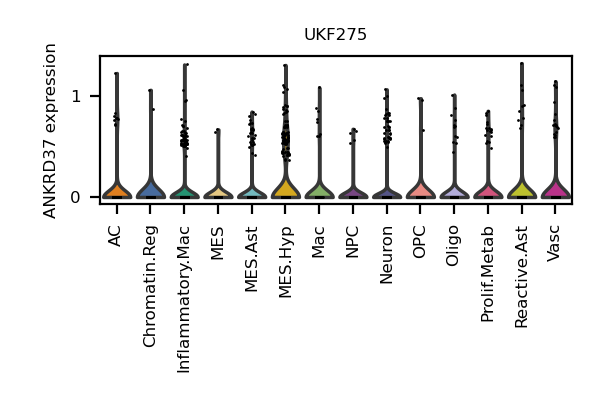 UKF275
ANKRD37 expression
1
0
AC
Chromatin.Reg
Inflammatory.Mac
MES
MES.Ast
MES.Hyp
Mac
NPC
Neuron
OPC
Oligo
Prolif.Metab
Reactive.Ast
Vasc